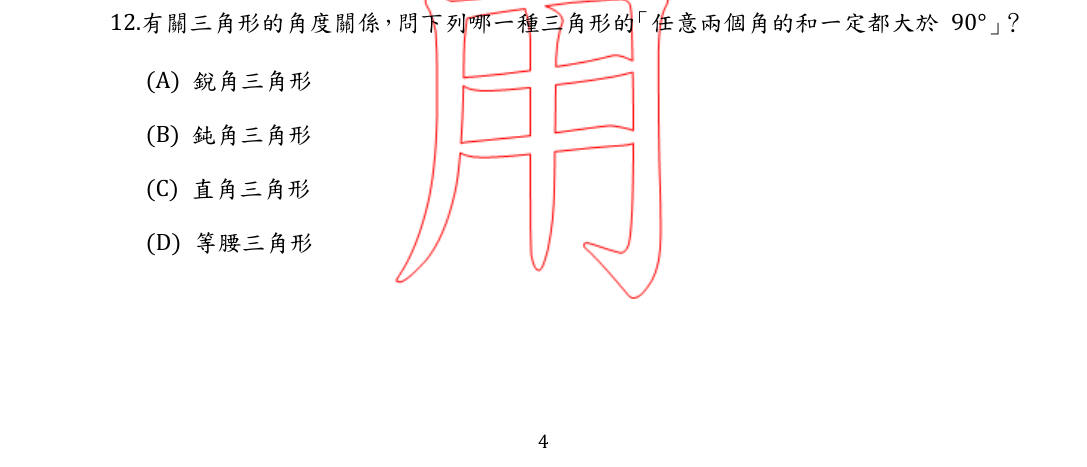 12.有關三角形的角度關係，問下列哪一種三角形的「任意兩個角的和一定都大於 90°」？
(A) 銳角三角形
(B) 鈍角三角形
(C) 直角三角形
(D) 等腰三角形
用
4